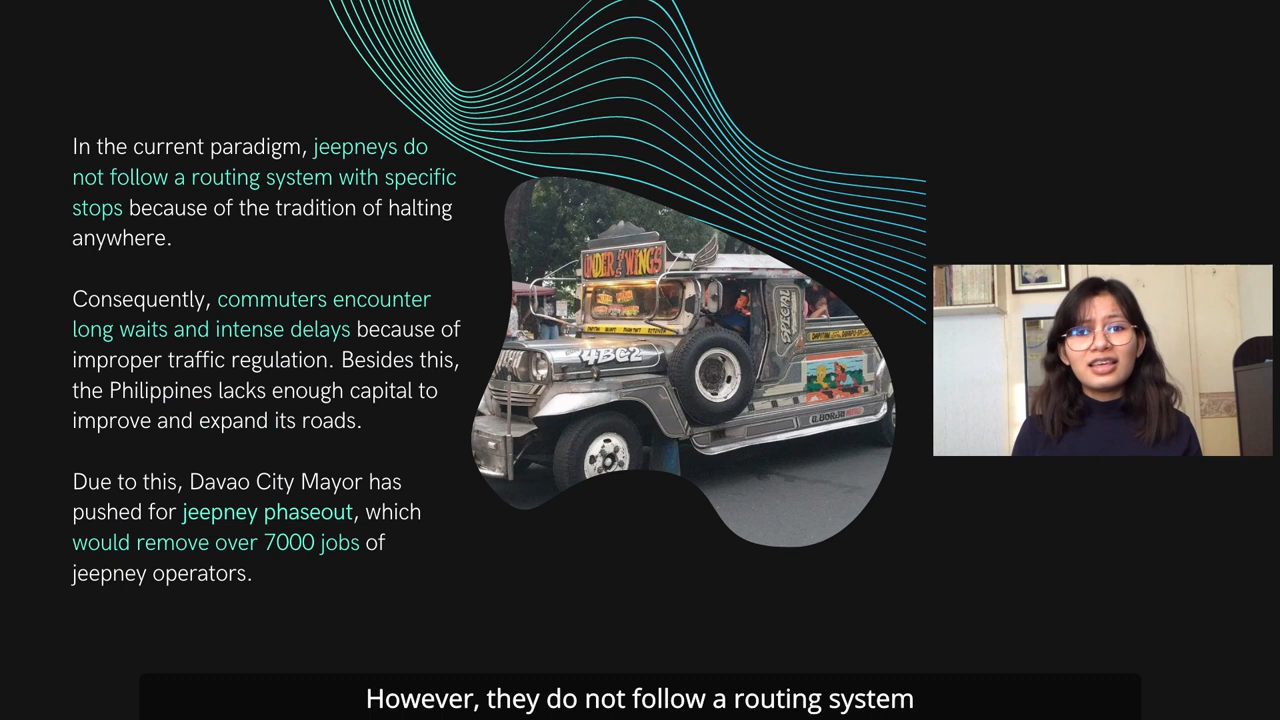 In the current paradigm, jeepneys do
not follow a routing system with specific
stops because of the tradition of halting
anywhere.
Consequently, commuters encounter
long waits and intense delays because of
improper traffic regulation. Besides this,
the Philippines lacks enough capital to
improve and expand its roads.
Due to this, Davao City Mayor has
pushed for jeepney phaseout, which
would remove over 7000 jobs of
jeepney operators.
UNDER WINGS
SPECIAL
4BC2
However, they do not follow a routing system